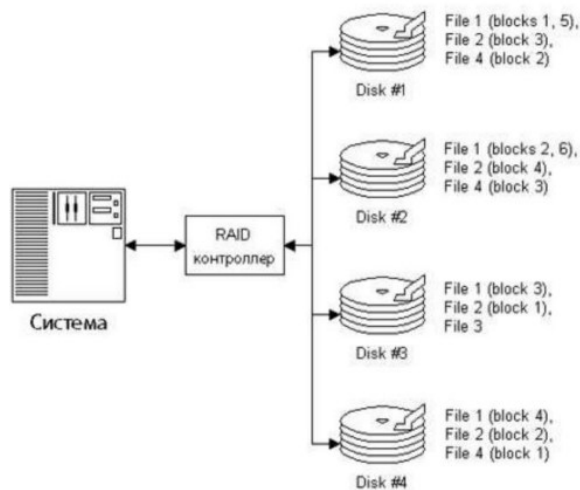 File 1 (blocks 1, 5),
File 2 (block 3),
File 4 (block 2)
Disk #1
File 1 (blocks 2, 6),
File 2 (block 4),
File 4 (block 3)
Disk #2
RAID
контроллер
Система
File 1 (block 3),
File 2 (block 1),
File 3
Disk #3
File 1 (block 4),
File 2 (block 2),
File 4 (block 1)
Disk #4